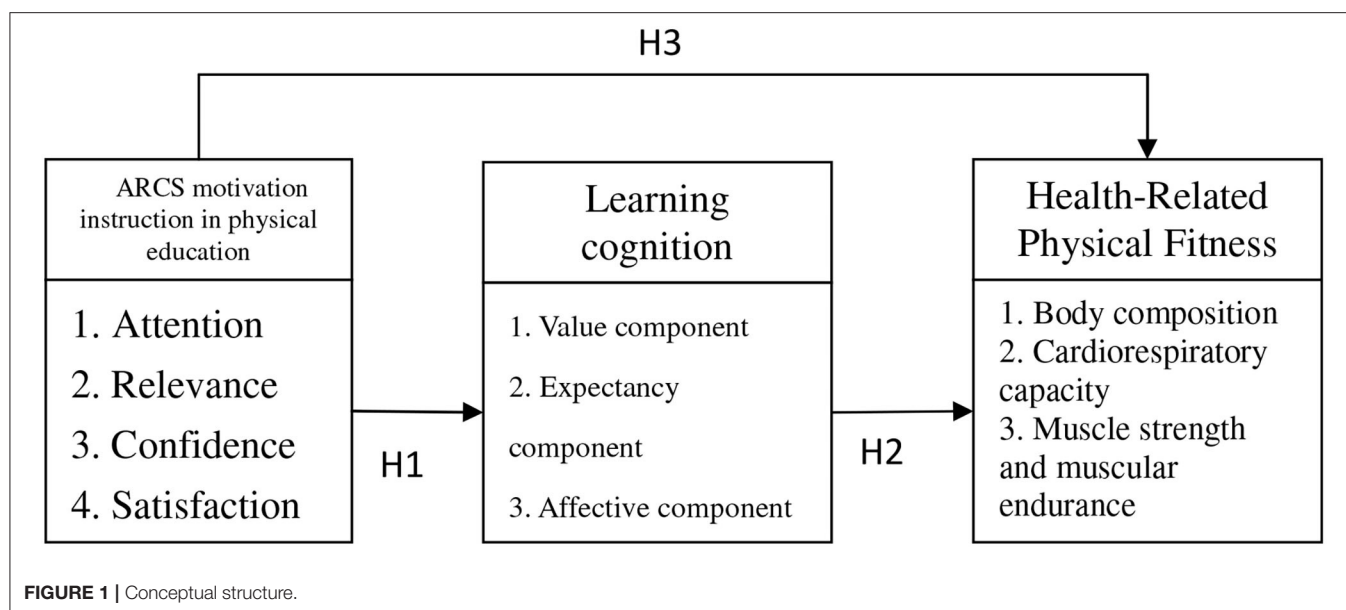 H3
ARCS motivation
instruction in physical
education
1. Attention
2. Relevance
3. Confidence
4. Satisfaction
H1
Learning
cognition
1. Value component
2. Expectancy
component
3. Affective component
H2
Health-Related
Physical Fitness
1. Body composition
2. Cardiorespiratory
capacity
3. Muscle strength
and muscular
endurance
FIGURE 1 | Conceptual structure.